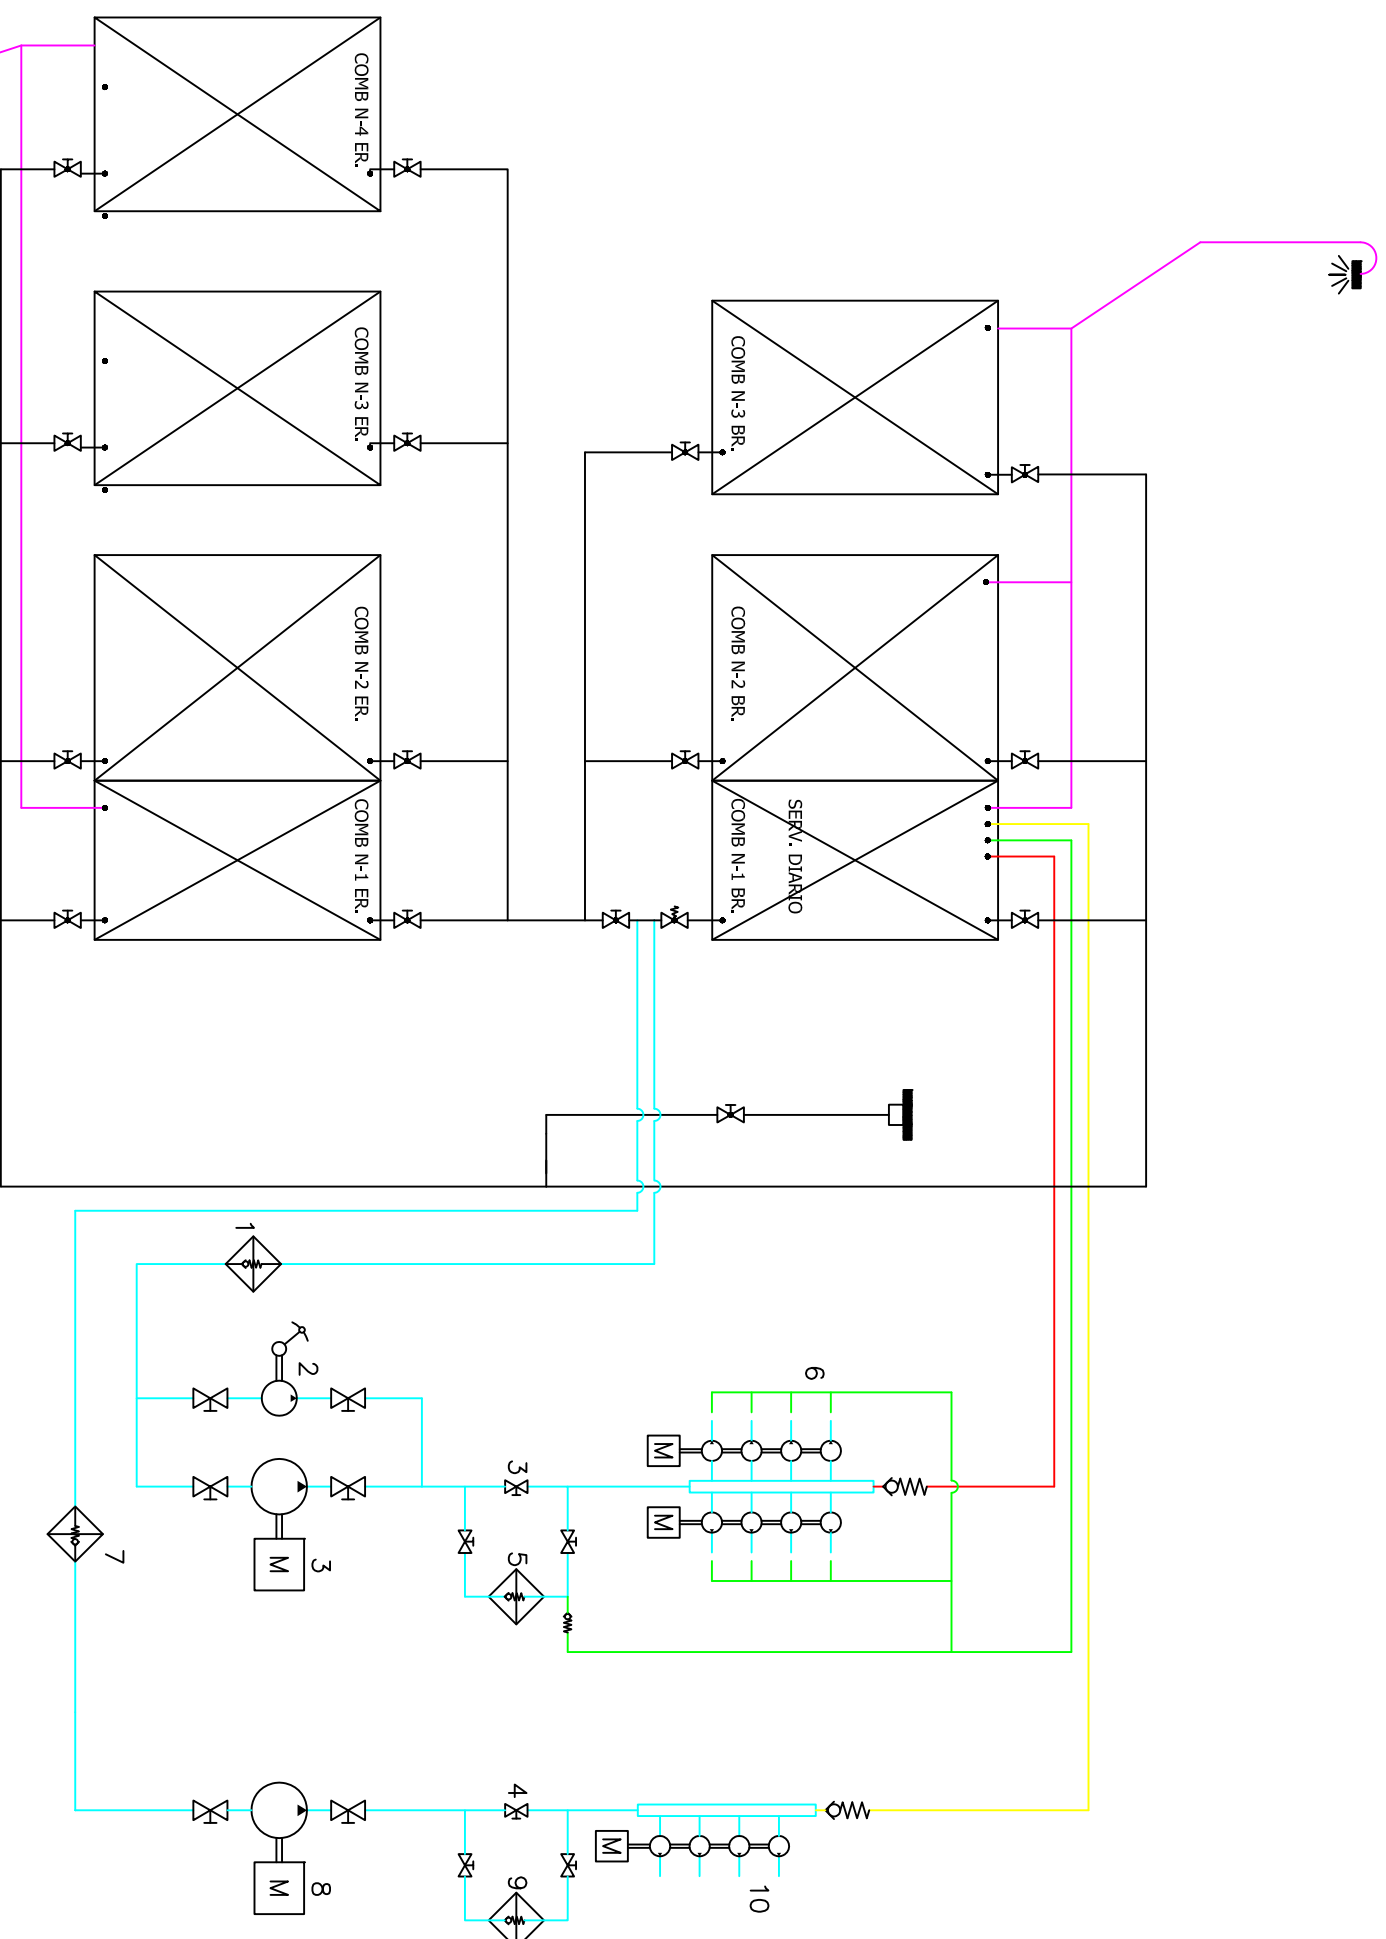 COMB N-4 ER.
COMB N-3 ER.
COMB N-2 ER.
COMB N-1 ER.
COMB N-3 BR.
COMB N-2 BR.
SERV. DIARIO
COMB N-1 BR.
1
2
3
M
3
5
6
M
M
7
M
8
4
9
M
10